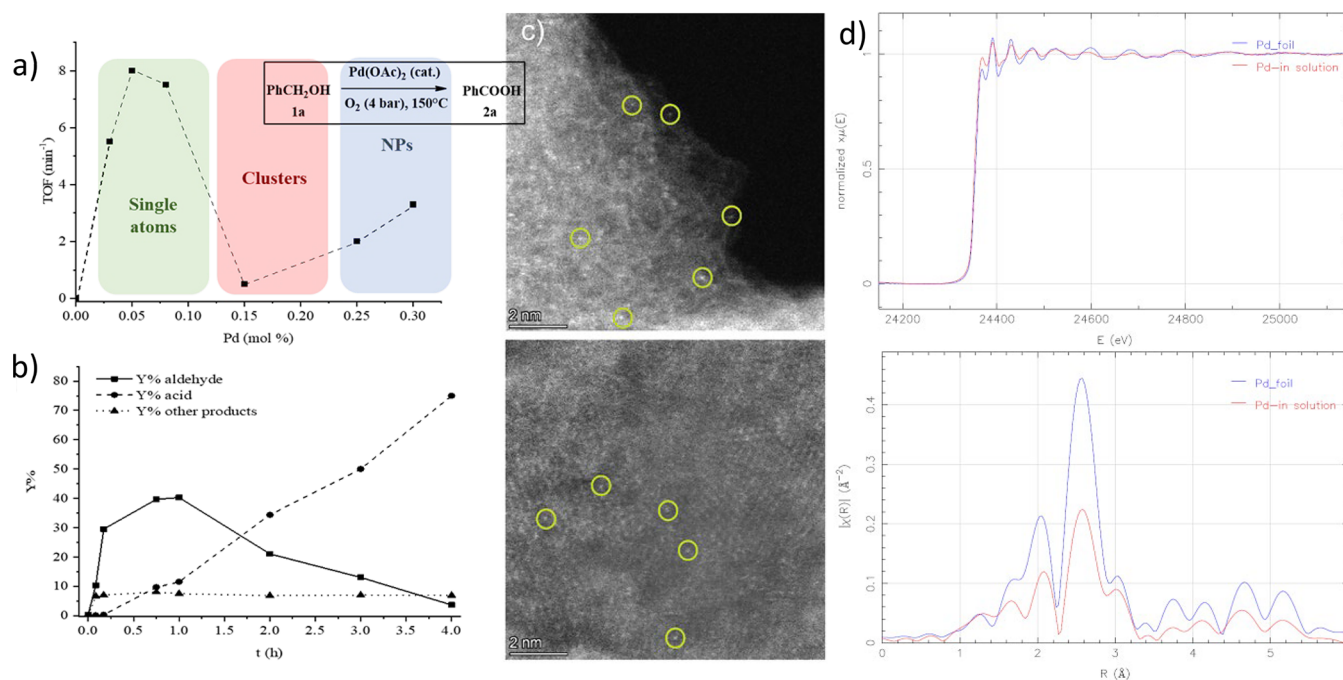 a)
TOF (min⁻¹)
8
6
4
2
0
0.00 0.05 0.10 0.15 0.20 0.25 0.30
Pd (mol %)
Single
atoms
Clusters
NPs
PhCH₂OH
1a
Pd(OAc)₂ (cat.)
O₂ (4 bar), 150°C
PhCOOH
2a
b)
Y%
80
70
60
50
40
30
20
10
0
0.0 0.5 1.0 1.5 2.0 2.5 3.0 3.5 4.0
t (h)
Y% aldehyde
Y% acid
Y% other products
c)
2 nm
2 nm
d)
normalized xμ(E)
1
0.5
0
24200 24400 24600 24800 25000
E (eV)
Pd_foil
Pd-in solution
|χ(R)| (Å⁻²)
0.4
0.3
0.2
0.1
0
0 1 2 3 4 5
R (Å)
Pd_foil
Pd-in solution